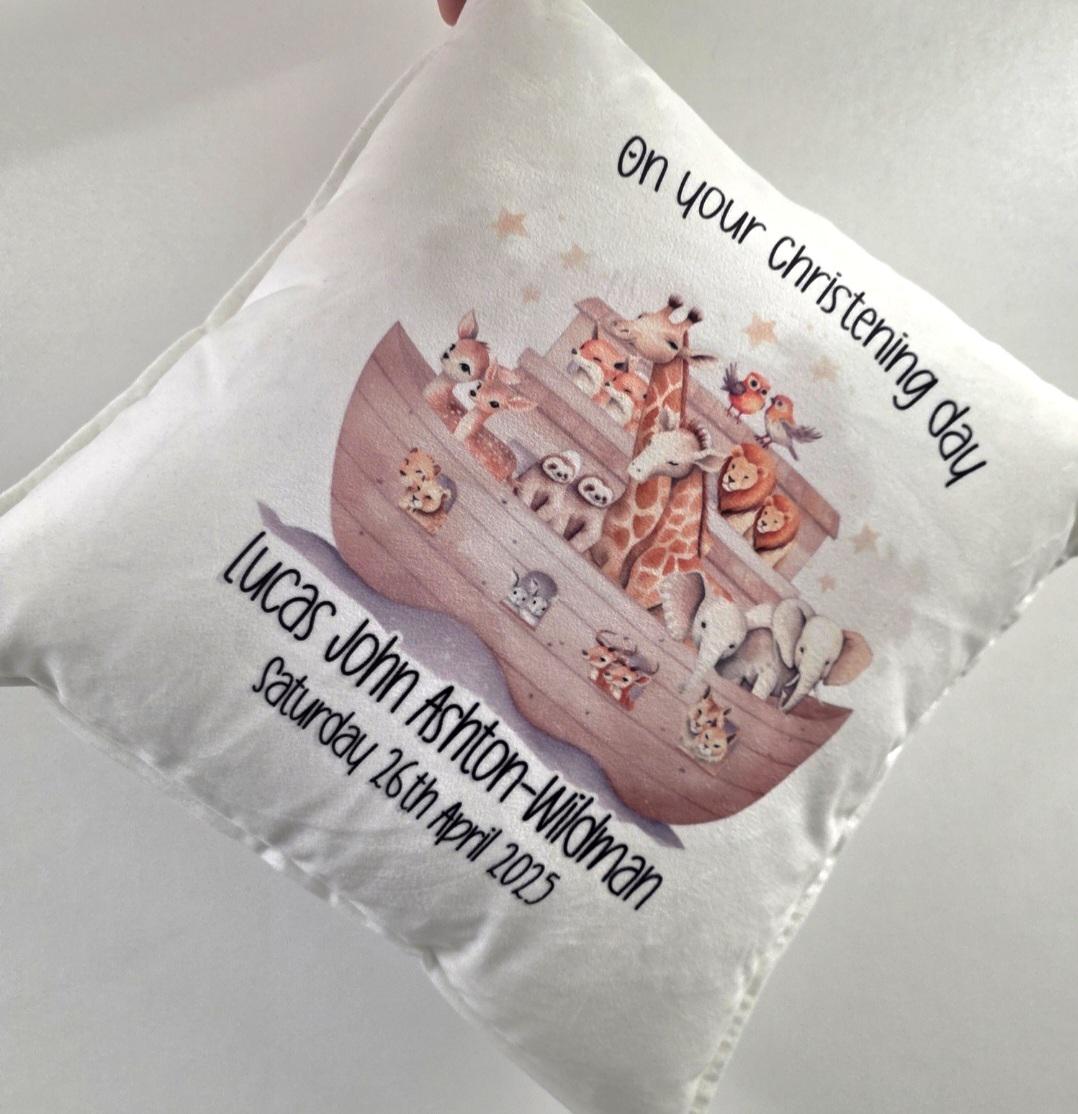 On your christening day
Lucas John Ashton-Wildman
Saturday 26th April 2025